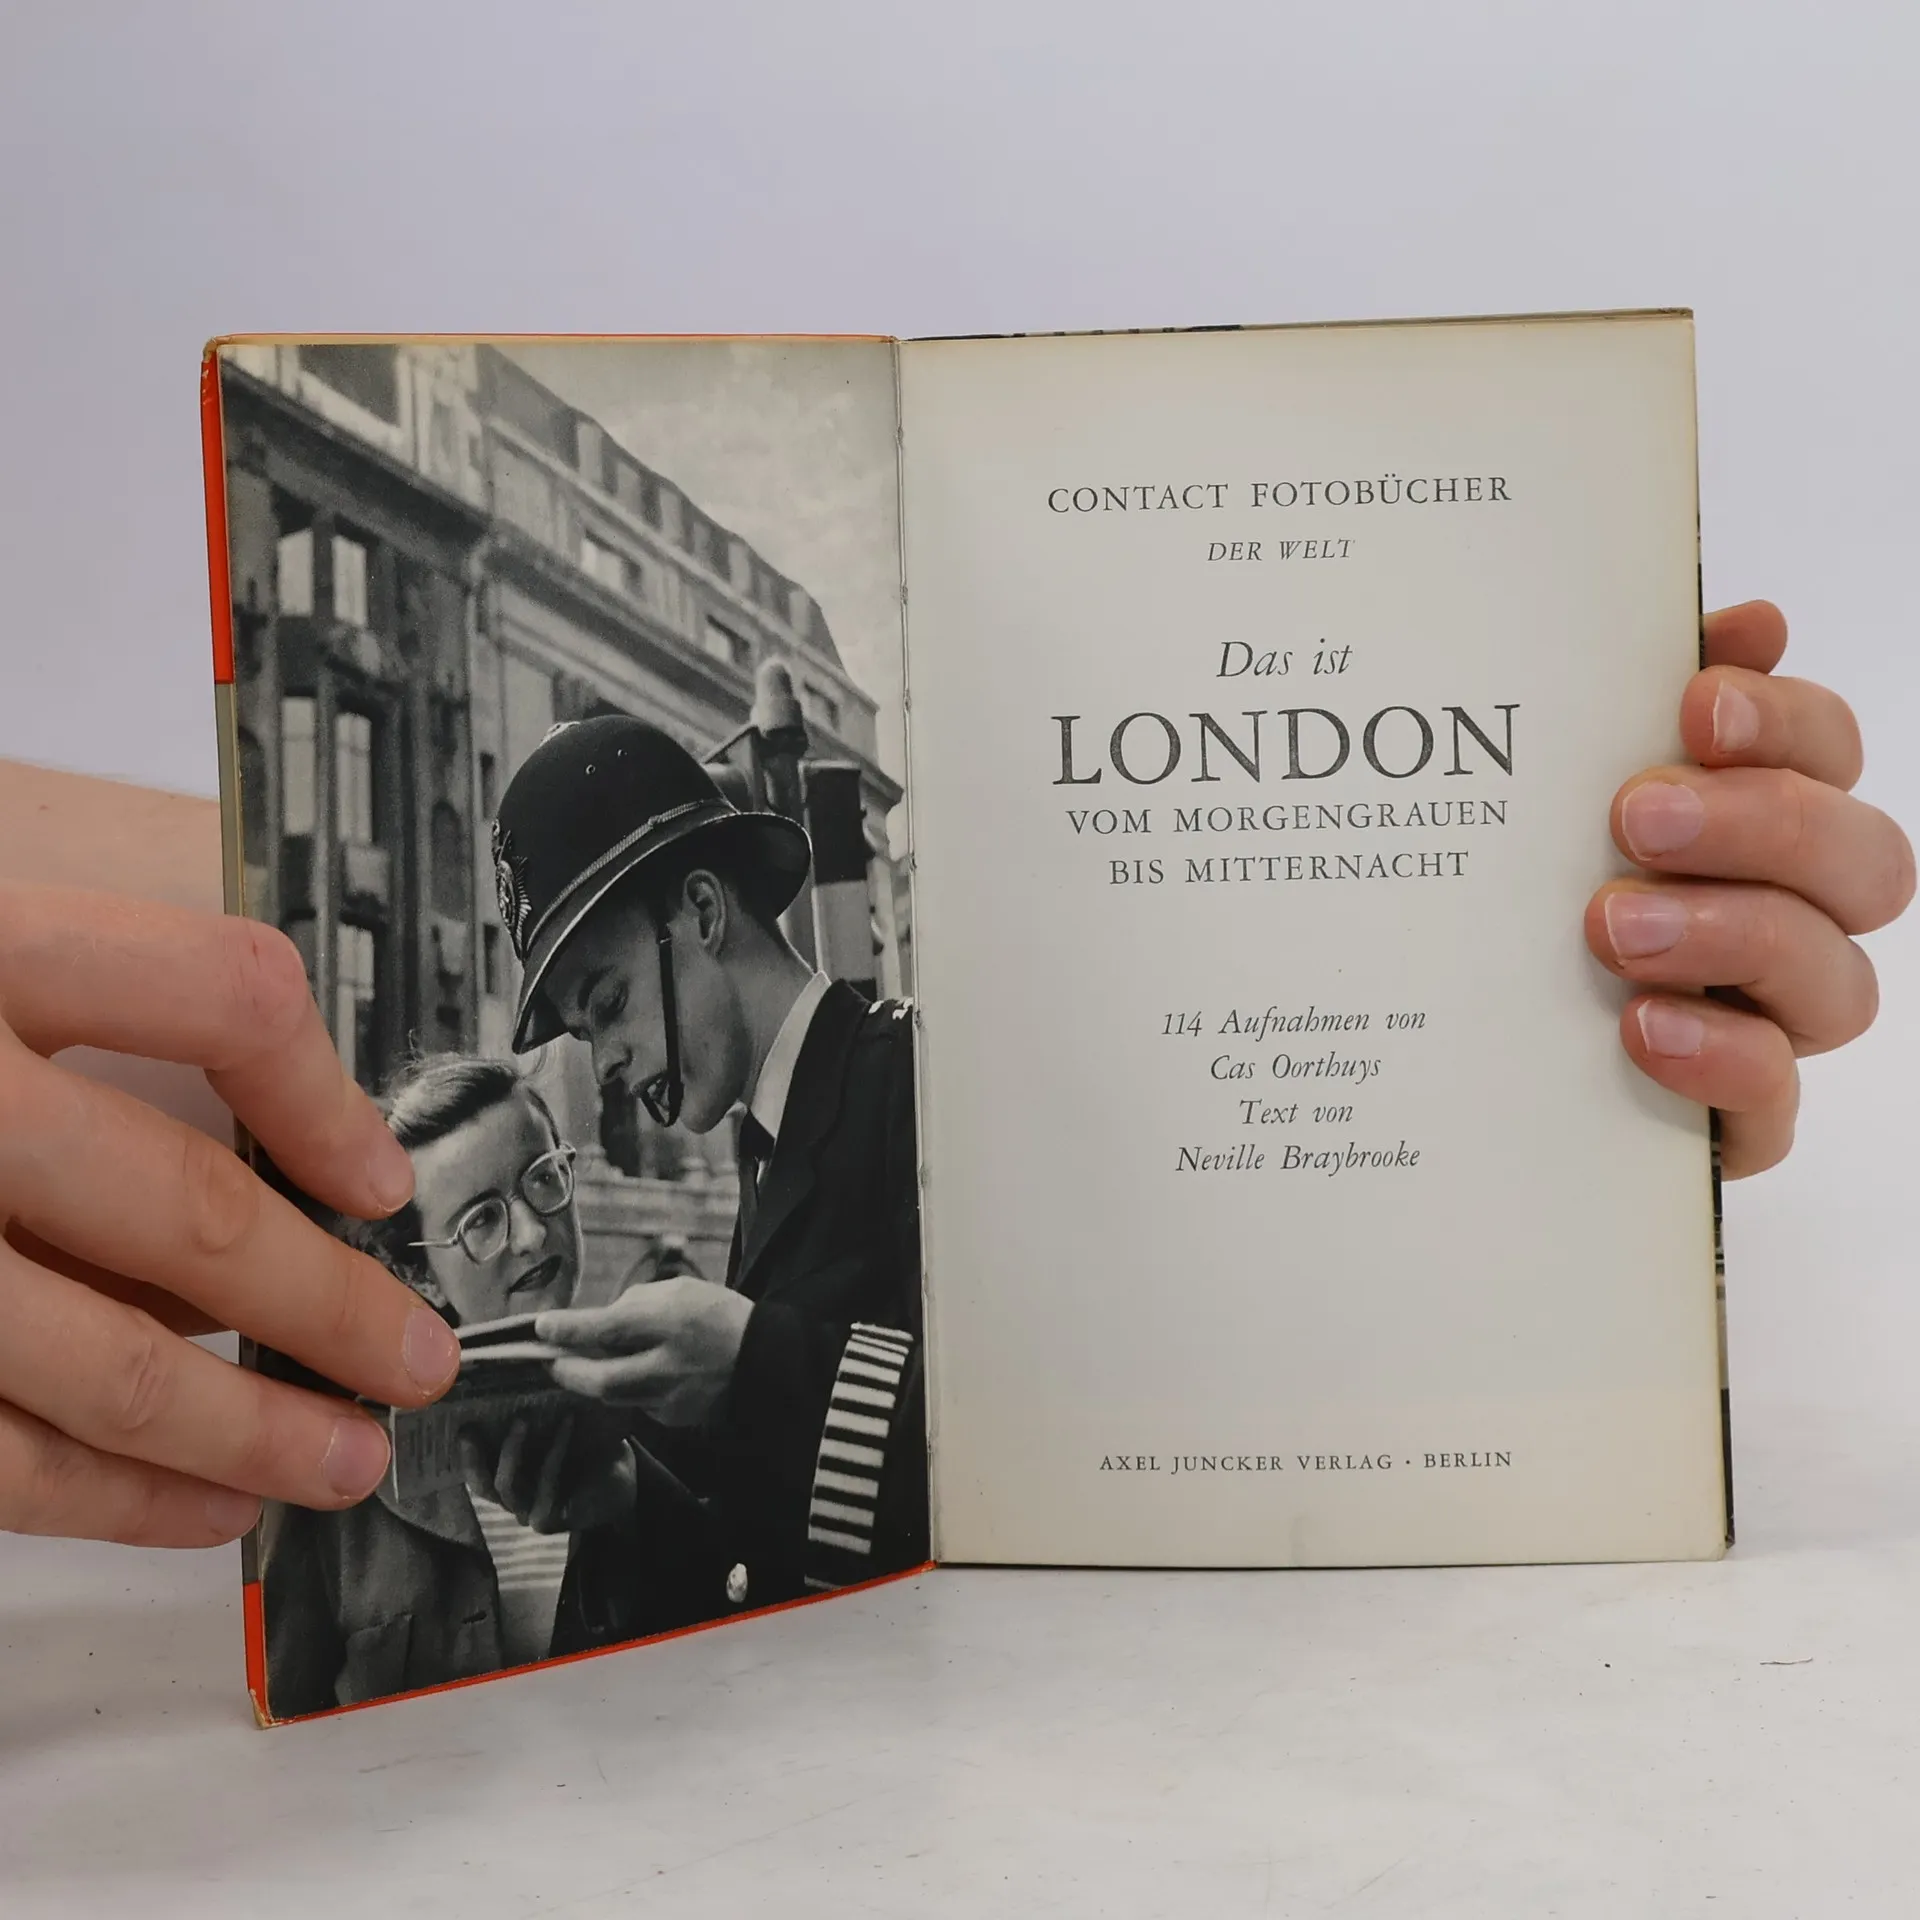 CONTACT FOTOBÜCHER
DER WELT
Das ist
LONDON
VOM MORGENGRAUEN
BIS MITTERNACHT
114 Aufnahmen von
Cas Oorthuys
Text von
Neville Braybrooke
AXEL JUNCKER VERLAG · BERLIN